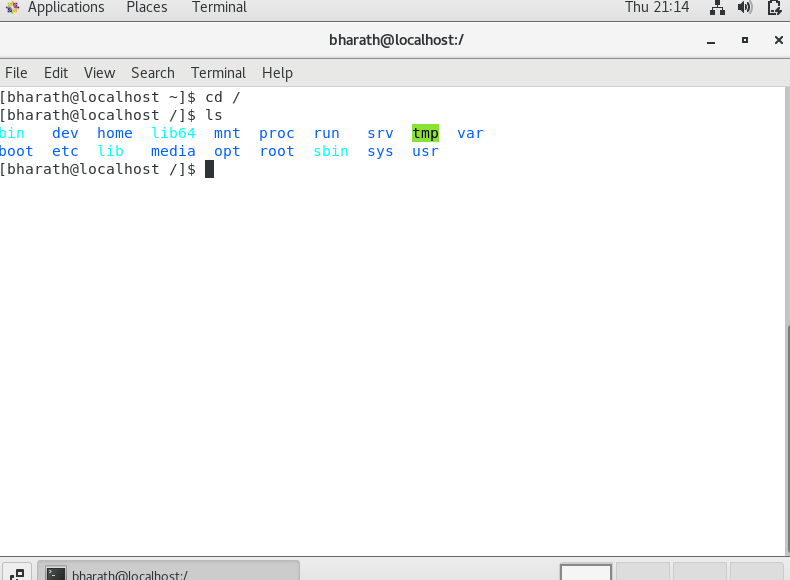 Applications Places Terminal Thu 21:14
bharath@localhost:/
File Edit View Search Terminal Help
[bharath@localhost ~]$ cd /
[bharath@localhost /]$ ls
bin dev home lib64 mnt proc run srv tmp var
boot etc lib media opt root sbin sys usr
[bharath@localhost /]$
bharath@localhost:/